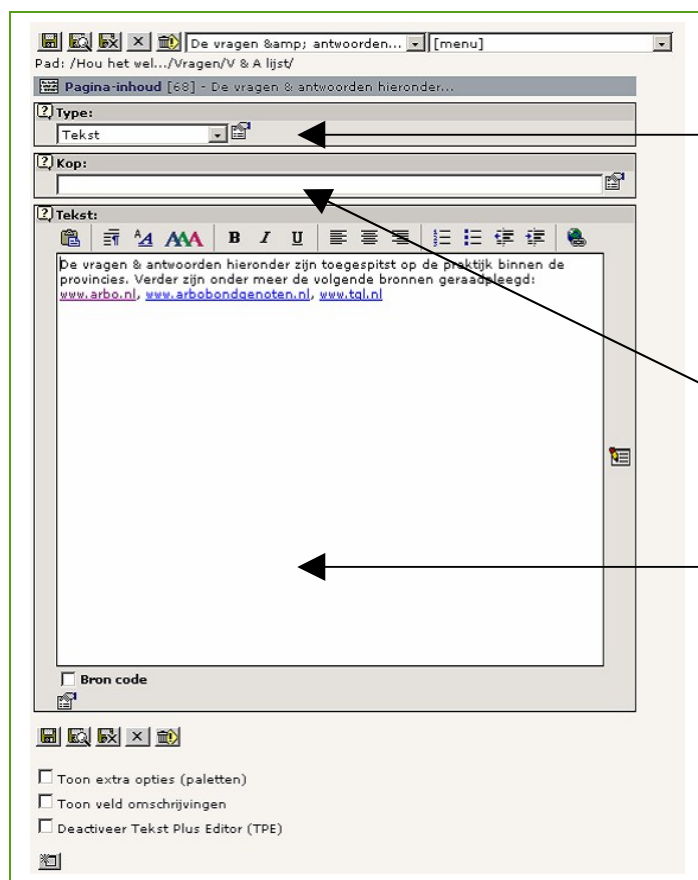 De vragen &amp; antwoorden... [menu]
Pad: /Hou het wel.../Vragen/V & A lijst/
Pagina-inhoud [68] - De vragen & antwoorden hieronder...
Type:
Tekst
Kop:
Tekst:
B I U
De vragen & antwoorden hieronder zijn toegespitst op de praktijk binnen de
provincies. Verder zijn onder meer de volgende bronnen geraadpleegd:
www.arbo.nl, www.arbobondgenoten.nl, www.tgl.nl
Bron code
Toon extra opties (paletten)
Toon veld omschrijvingen
Deactiveer Tekst Plus Editor (TPE)